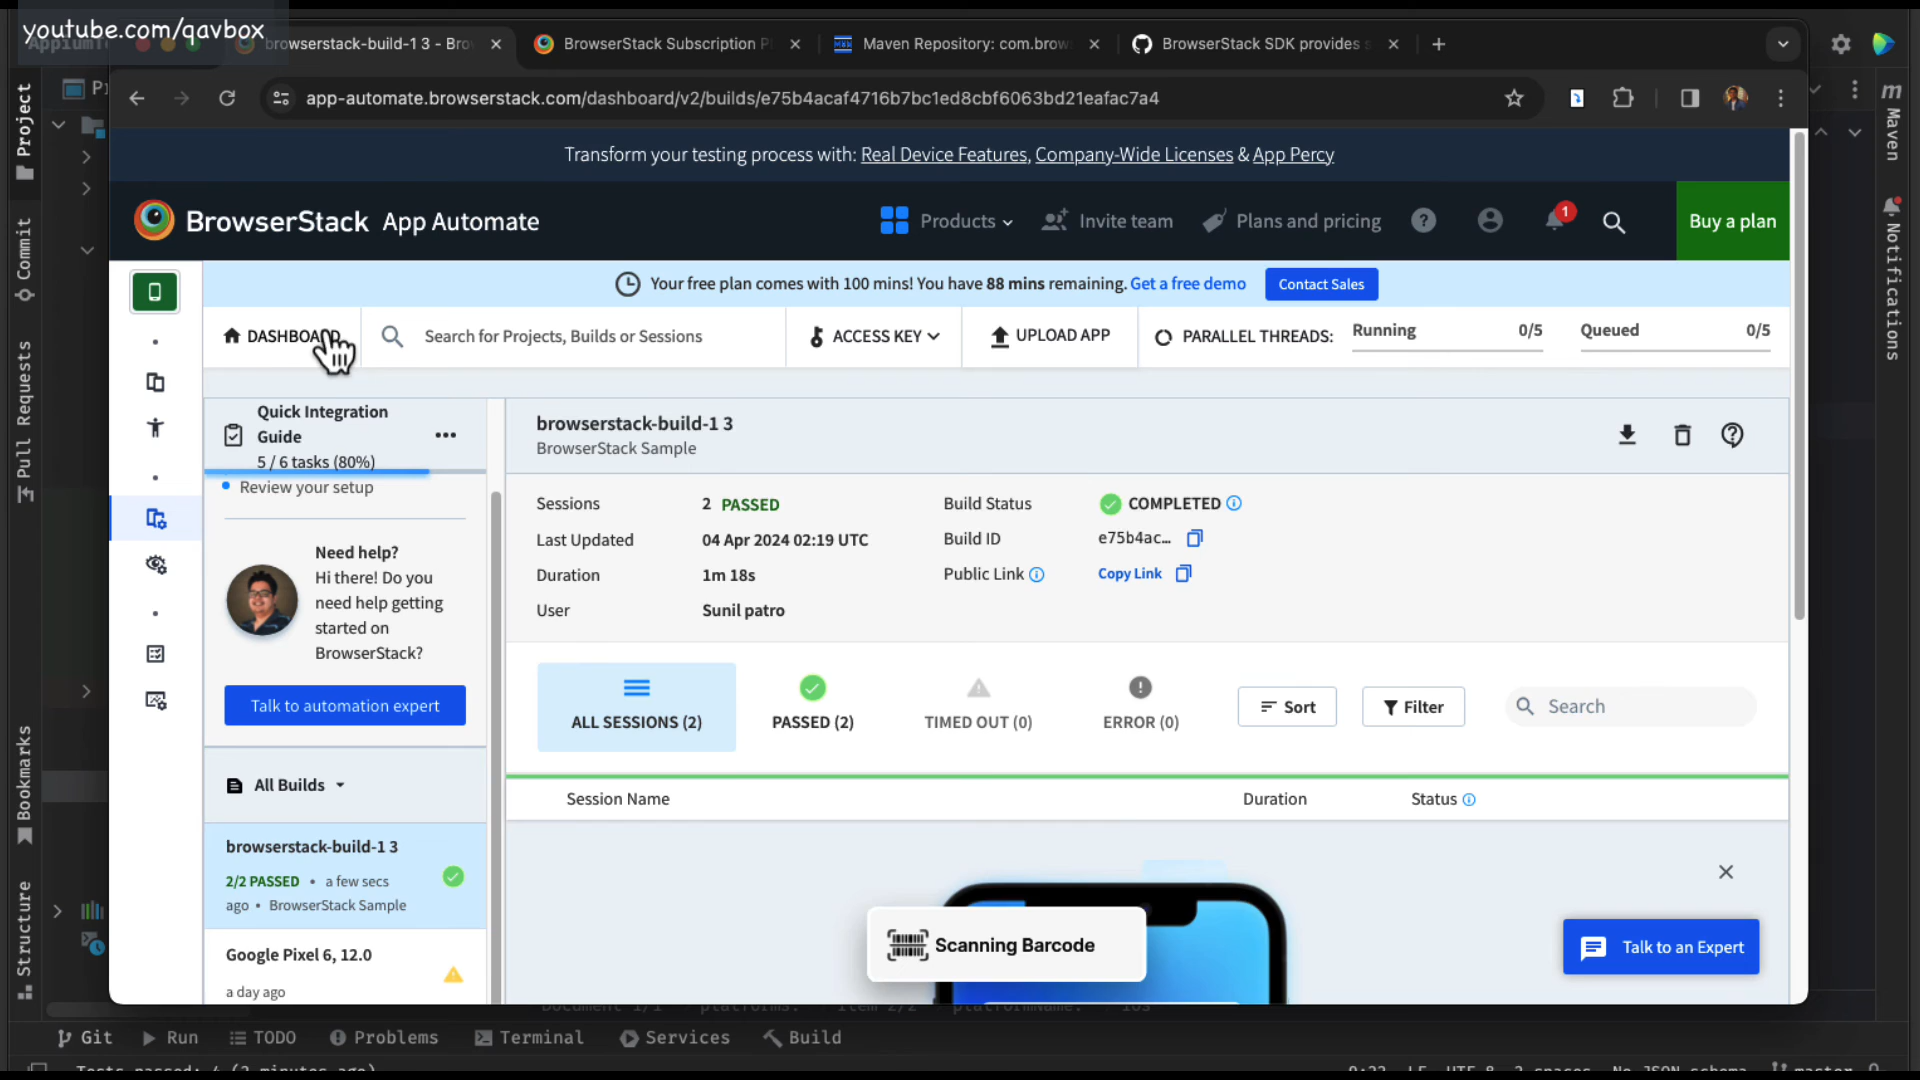 youtube.com/qavbox
browserstack-build-1 3 - Bro
BrowserStack Subscription P
Maven Repository: com.brow
BrowserStack SDK provides s
app-automate.browserstack.com/dashboard/v2/builds/e75b4acaf4716b7bc1ed8cbf6063bd21eafac7a4
Transform your testing process with: Real Device Features, Company-Wide Licenses & App Percy
BrowserStack App Automate
Products
Invite team
Plans and pricing
1
Buy a plan
Your free plan comes with 100 mins! You have 88 mins remaining. Get a free demo
Contact Sales
DASHBOARD
Search for Projects, Builds or Sessions
ACCESS KEY
UPLOAD APP
PARALLEL THREADS:
Running 0/5
Queued 0/5
Quick Integration
Guide
5 / 6 tasks (80%)
Review your setup
Need help?
Hi there! Do you
need help getting
started on
BrowserStack?
Talk to automation expert
All Builds
browserstack-build-1 3
2/2 PASSED • a few secs
ago • BrowserStack Sample
Google Pixel 6, 12.0
a day ago
browserstack-build-1 3
BrowserStack Sample
Sessions 2 PASSED
Last Updated 04 Apr 2024 02:19 UTC
Duration 1m 18s
User Sunil patro
Build Status COMPLETED
Build ID e75b4ac...
Public Link Copy Link
ALL SESSIONS (2)
PASSED (2)
TIMED OUT (0)
ERROR (0)
Sort
Filter
Search
Session Name Duration Status
Scanning Barcode
Talk to an Expert
Project
Commit
Pull Requests
Bookmarks
Structure
Maven
Notifications
Git
Run
TODO
Problems
Terminal
Services
Build